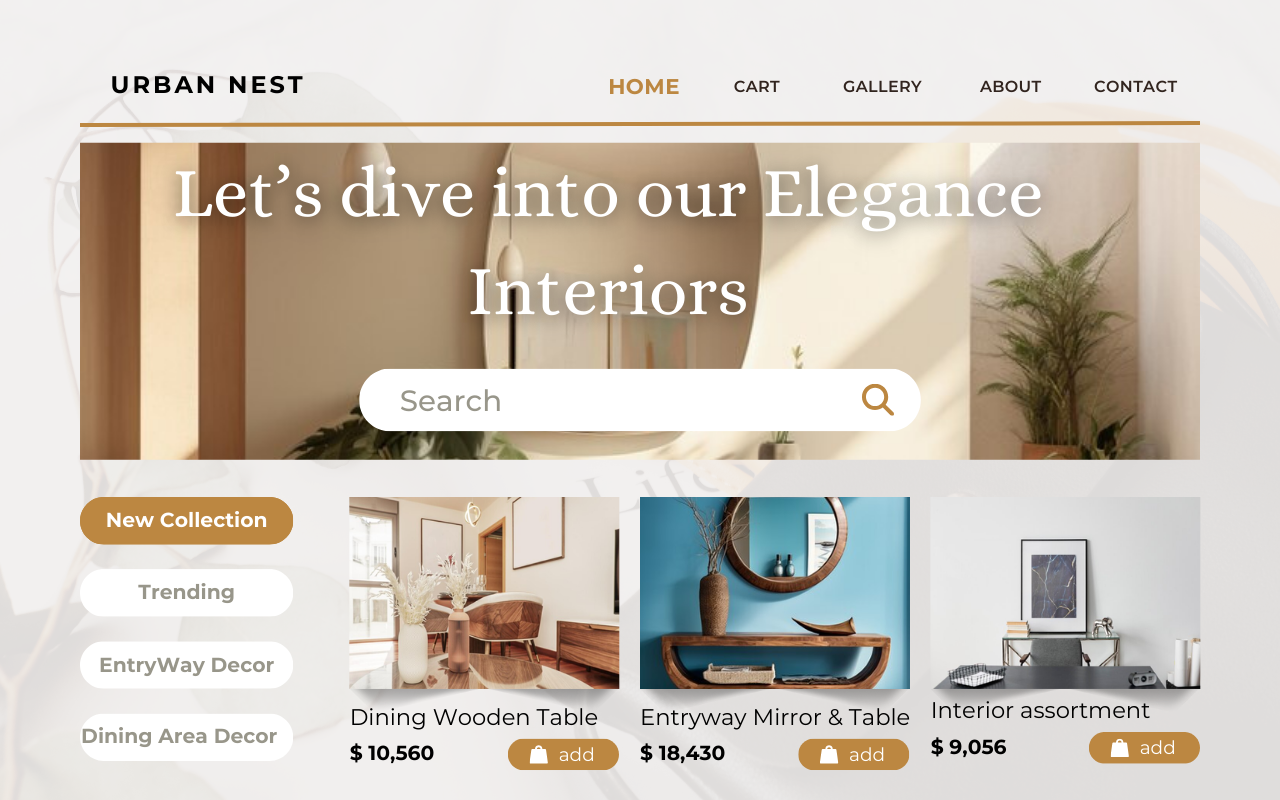 URBAN NEST
HOME
CART
GALLERY
ABOUT
CONTACT
Let’s dive into our Elegance
Interiors
Search
Life
New Collection
Trending
EntryWay Decor
Dining Area Decor
Dining Wooden Table
$ 10,560
add
Entryway Mirror & Table
$ 18,430
add
Interior assortment
$ 9,056
add